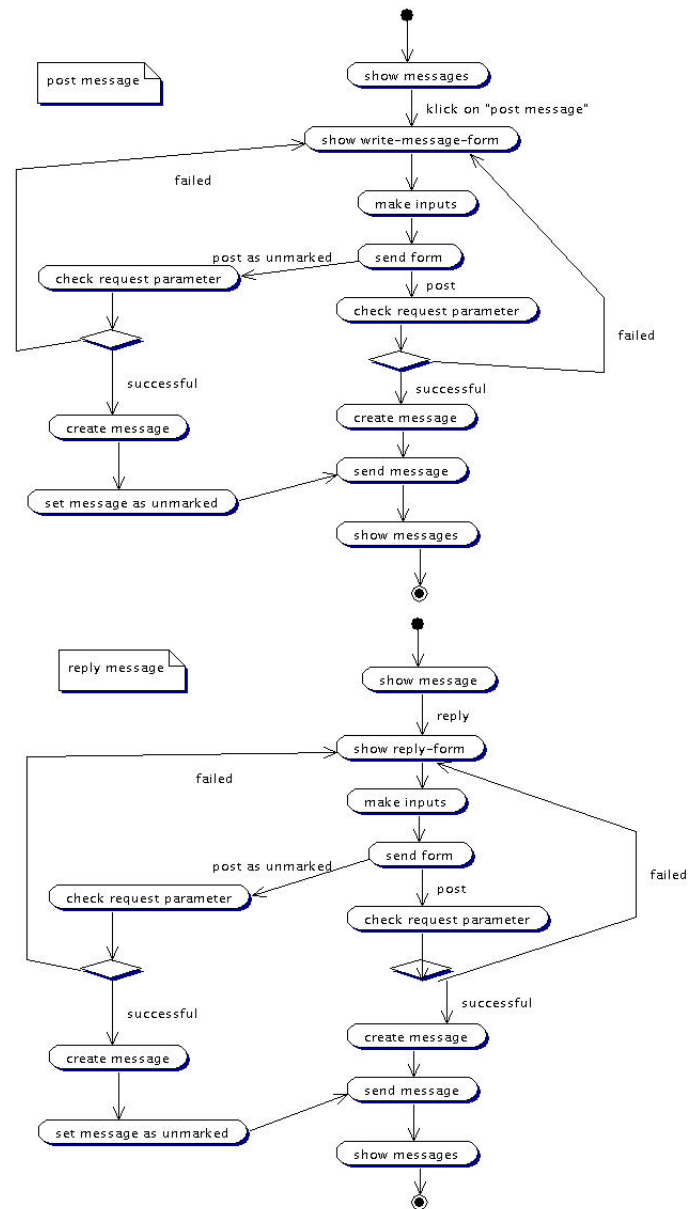 post message
show messages
klick on "post message"
show write-message-form
failed
make inputs
post as unmarked
send form
check request parameter
post
check request parameter
failed
successful
successful
create message
create message
send message
set message as unmarked
show messages
reply message
show message
reply
show reply-form
failed
make inputs
send form
post as unmarked
failed
check request parameter
post
check request parameter
successful
successful
create message
create message
send message
set message as unmarked
show messages